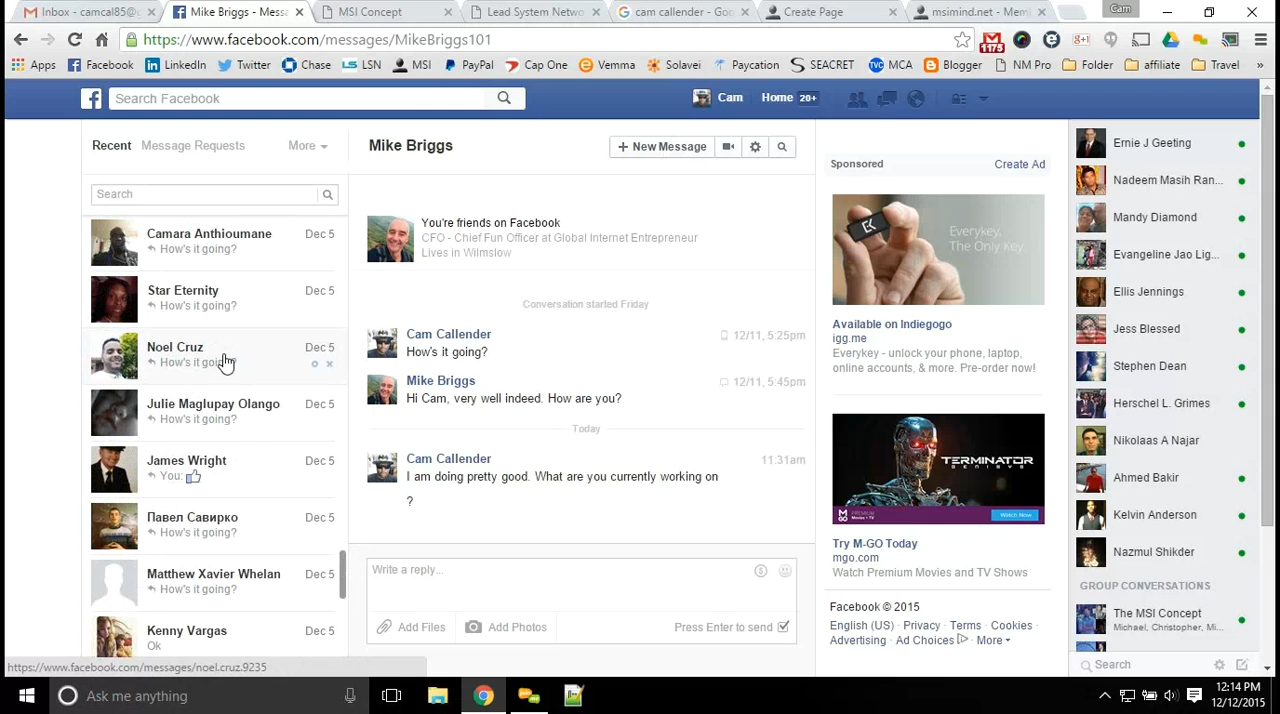 Inbox - camcal85@
Mike Briggs - Messa
MSI Concept
Lead System Netwo
cam callender - Goo
Create Page
msimind.net - Mem
Cam
https://www.facebook.com/messages/MikeBriggs101
1175
Apps
Facebook
LinkedIn
Twitter
Chase
LSN
MSI
PayPal
Cap One
Vemma
Solavei
Paycation
SEACRET
MCA
Blogger
NM Pro
Folder
affiliate
Travel
»
Search Facebook
Cam
Home 20+
Recent
Message Requests
More
Search
Camara Anthioumane Dec 5
How's it going?
Star Eternity Dec 5
How's it going?
Noel Cruz Dec 5
How's it going?
Julie Maglupay Olango Dec 5
How's it going?
James Wright Dec 5
You:
Павел Савирко Dec 5
How's it going?
Matthew Xavier Whelan Dec 5
How's it going?
Kenny Vargas Dec 5
Ok
Mike Briggs
+ New Message
You're friends on Facebook
CFO - Chief Fun Officer at Global Internet Entrepreneur
Lives in Wilmslow
Conversation started Friday
Cam Callender 12/11, 5:25pm
How's it going?
Mike Briggs 12/11, 5:45pm
Hi Cam, very well indeed. How are you?
Today
Cam Callender 11:31am
I am doing pretty good. What are you currently working on
?
Write a reply...
Add Files
Add Photos
Press Enter to send
Sponsored
Create Ad
Everykey.
The Only Key.
Available on Indiegogo
igg.me
Everykey - unlock your phone, laptop,
online accounts, & more. Pre-order now!
TERMINATOR
GENISYS
MGO
Watch Now
Try M-GO Today
mgo.com
Watch Premium Movies and TV Shows
Facebook © 2015
English (US) · Privacy · Terms · Cookies ·
Advertising · Ad Choices · More
Ernie J Geeting
Nadeem Masih Ran...
Mandy Diamond
Evangeline Jao Lig...
Ellis Jennings
Jess Blessed
Stephen Dean
Herschel L. Grimes
Nikolaas A Najar
Ahmed Bakir
Kelvin Anderson
Nazmul Shikder
GROUP CONVERSATIONS
The MSI Concept
Michael, Christopher, Mi...
Search
https://www.facebook.com/messages/noel.cruz.9235
Ask me anything
12:14 PM
12/12/2015